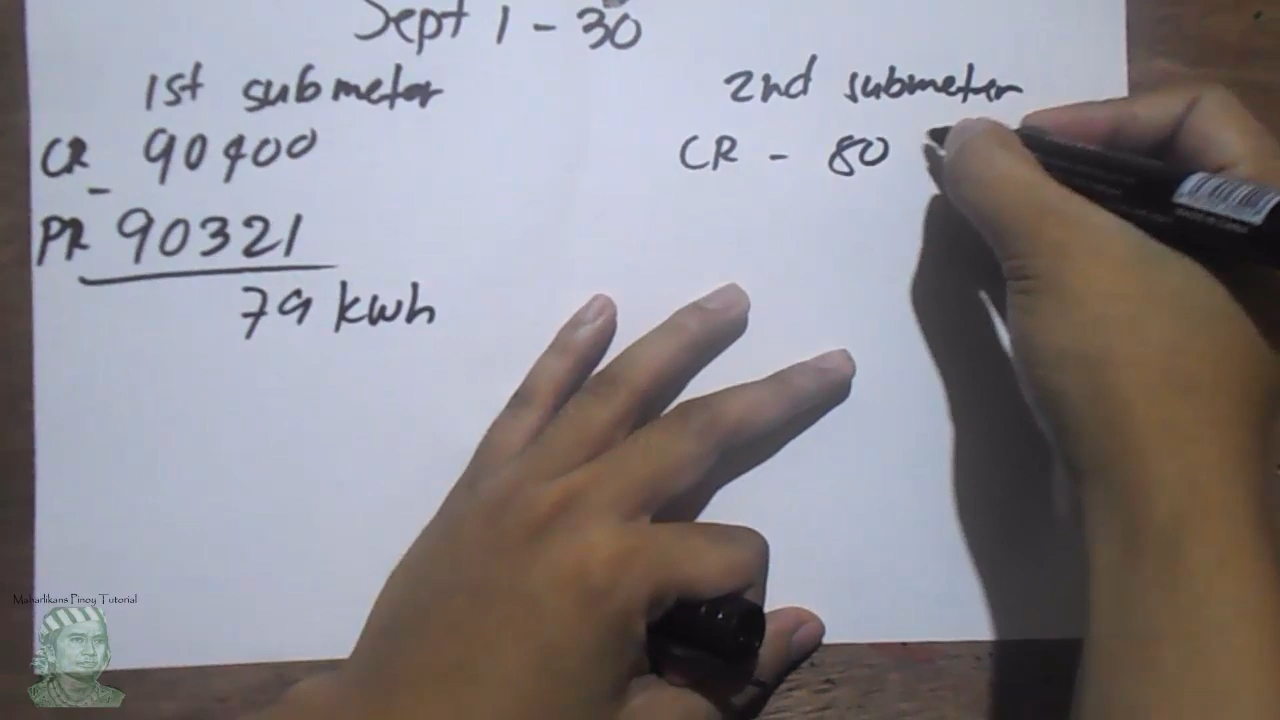 Sept 1 - 30
1st submeter
CR 90400
- PR 90321
79 kwh
2nd submeter
CR - 80
Maharlikans Pinoy Tutorial